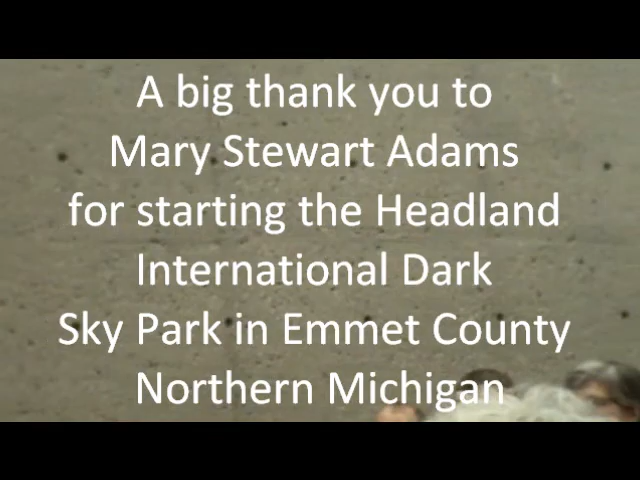 A big thank you to
Mary Stewart Adams
for starting the Headland
International Dark
Sky Park in Emmet County
Northern Michigan